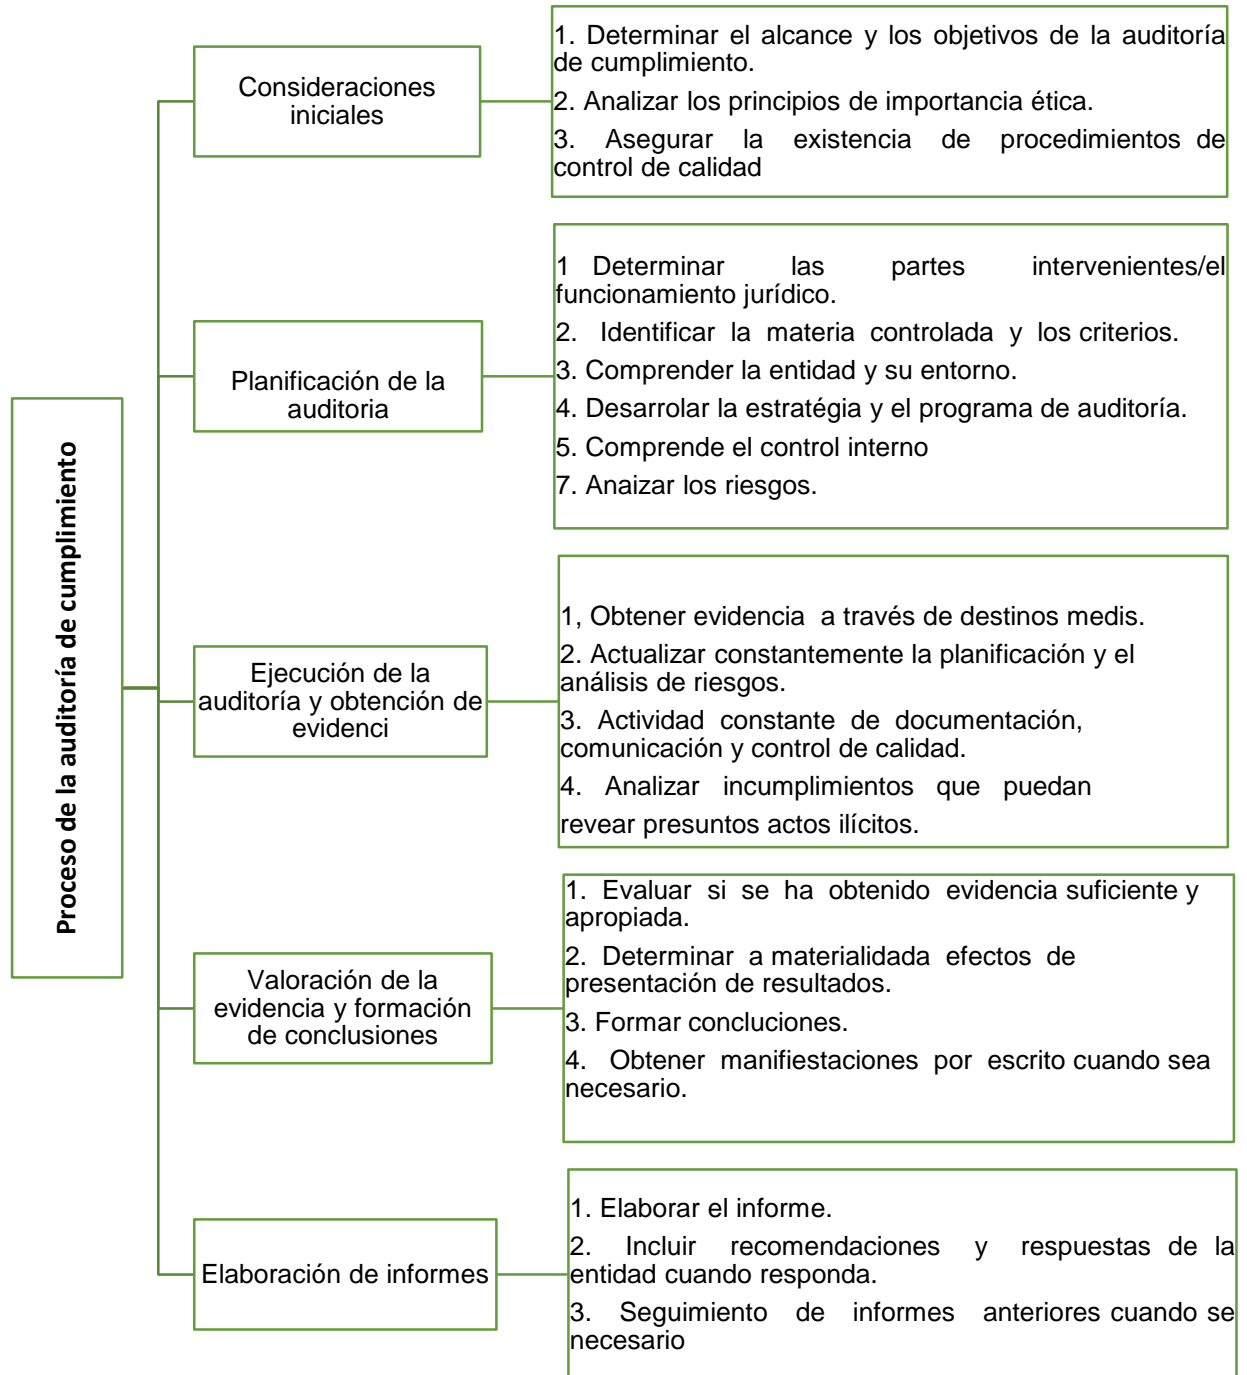 Proceso de la auditoría de cumplimiento
Consideraciones
iniciales
1. Determinar el alcance y los objetivos de la auditoría
de cumplimiento.
2. Analizar los principios de importancia ética.
3. Asegurar la existencia de procedimientos de
control de calidad
Planificación de la
auditoria
1 Determinar las partes intervenientes/el
funcionamiento jurídico.
2. Identificar la materia controlada y los criterios.
3. Comprender la entidad y su entorno.
4. Desarrolar la estratégia y el programa de auditoría.
5. Comprende el control interno
7. Anaizar los riesgos.
Ejecución de la
auditoría y obtención de
evidenci
1, Obtener evidencia a través de destinos medis.
2. Actualizar constantemente la planificación y el
análisis de riesgos.
3. Actividad constante de documentación,
comunicación y control de calidad.
4. Analizar incumplimientos que puedan
revear presuntos actos ilícitos.
Valoración de la
evidencia y formación
de conclusiones
1. Evaluar si se ha obtenido evidencia suficiente y
apropiada.
2. Determinar a materialidada efectos de
presentación de resultados.
3. Formar concluciones.
4. Obtener manifiestaciones por escrito cuando sea
necesario.
Elaboración de informes
1. Elaborar el informe.
2. Incluir recomendaciones y respuestas de la
entidad cuando responda.
3. Seguimiento de informes anteriores cuando se
necesario